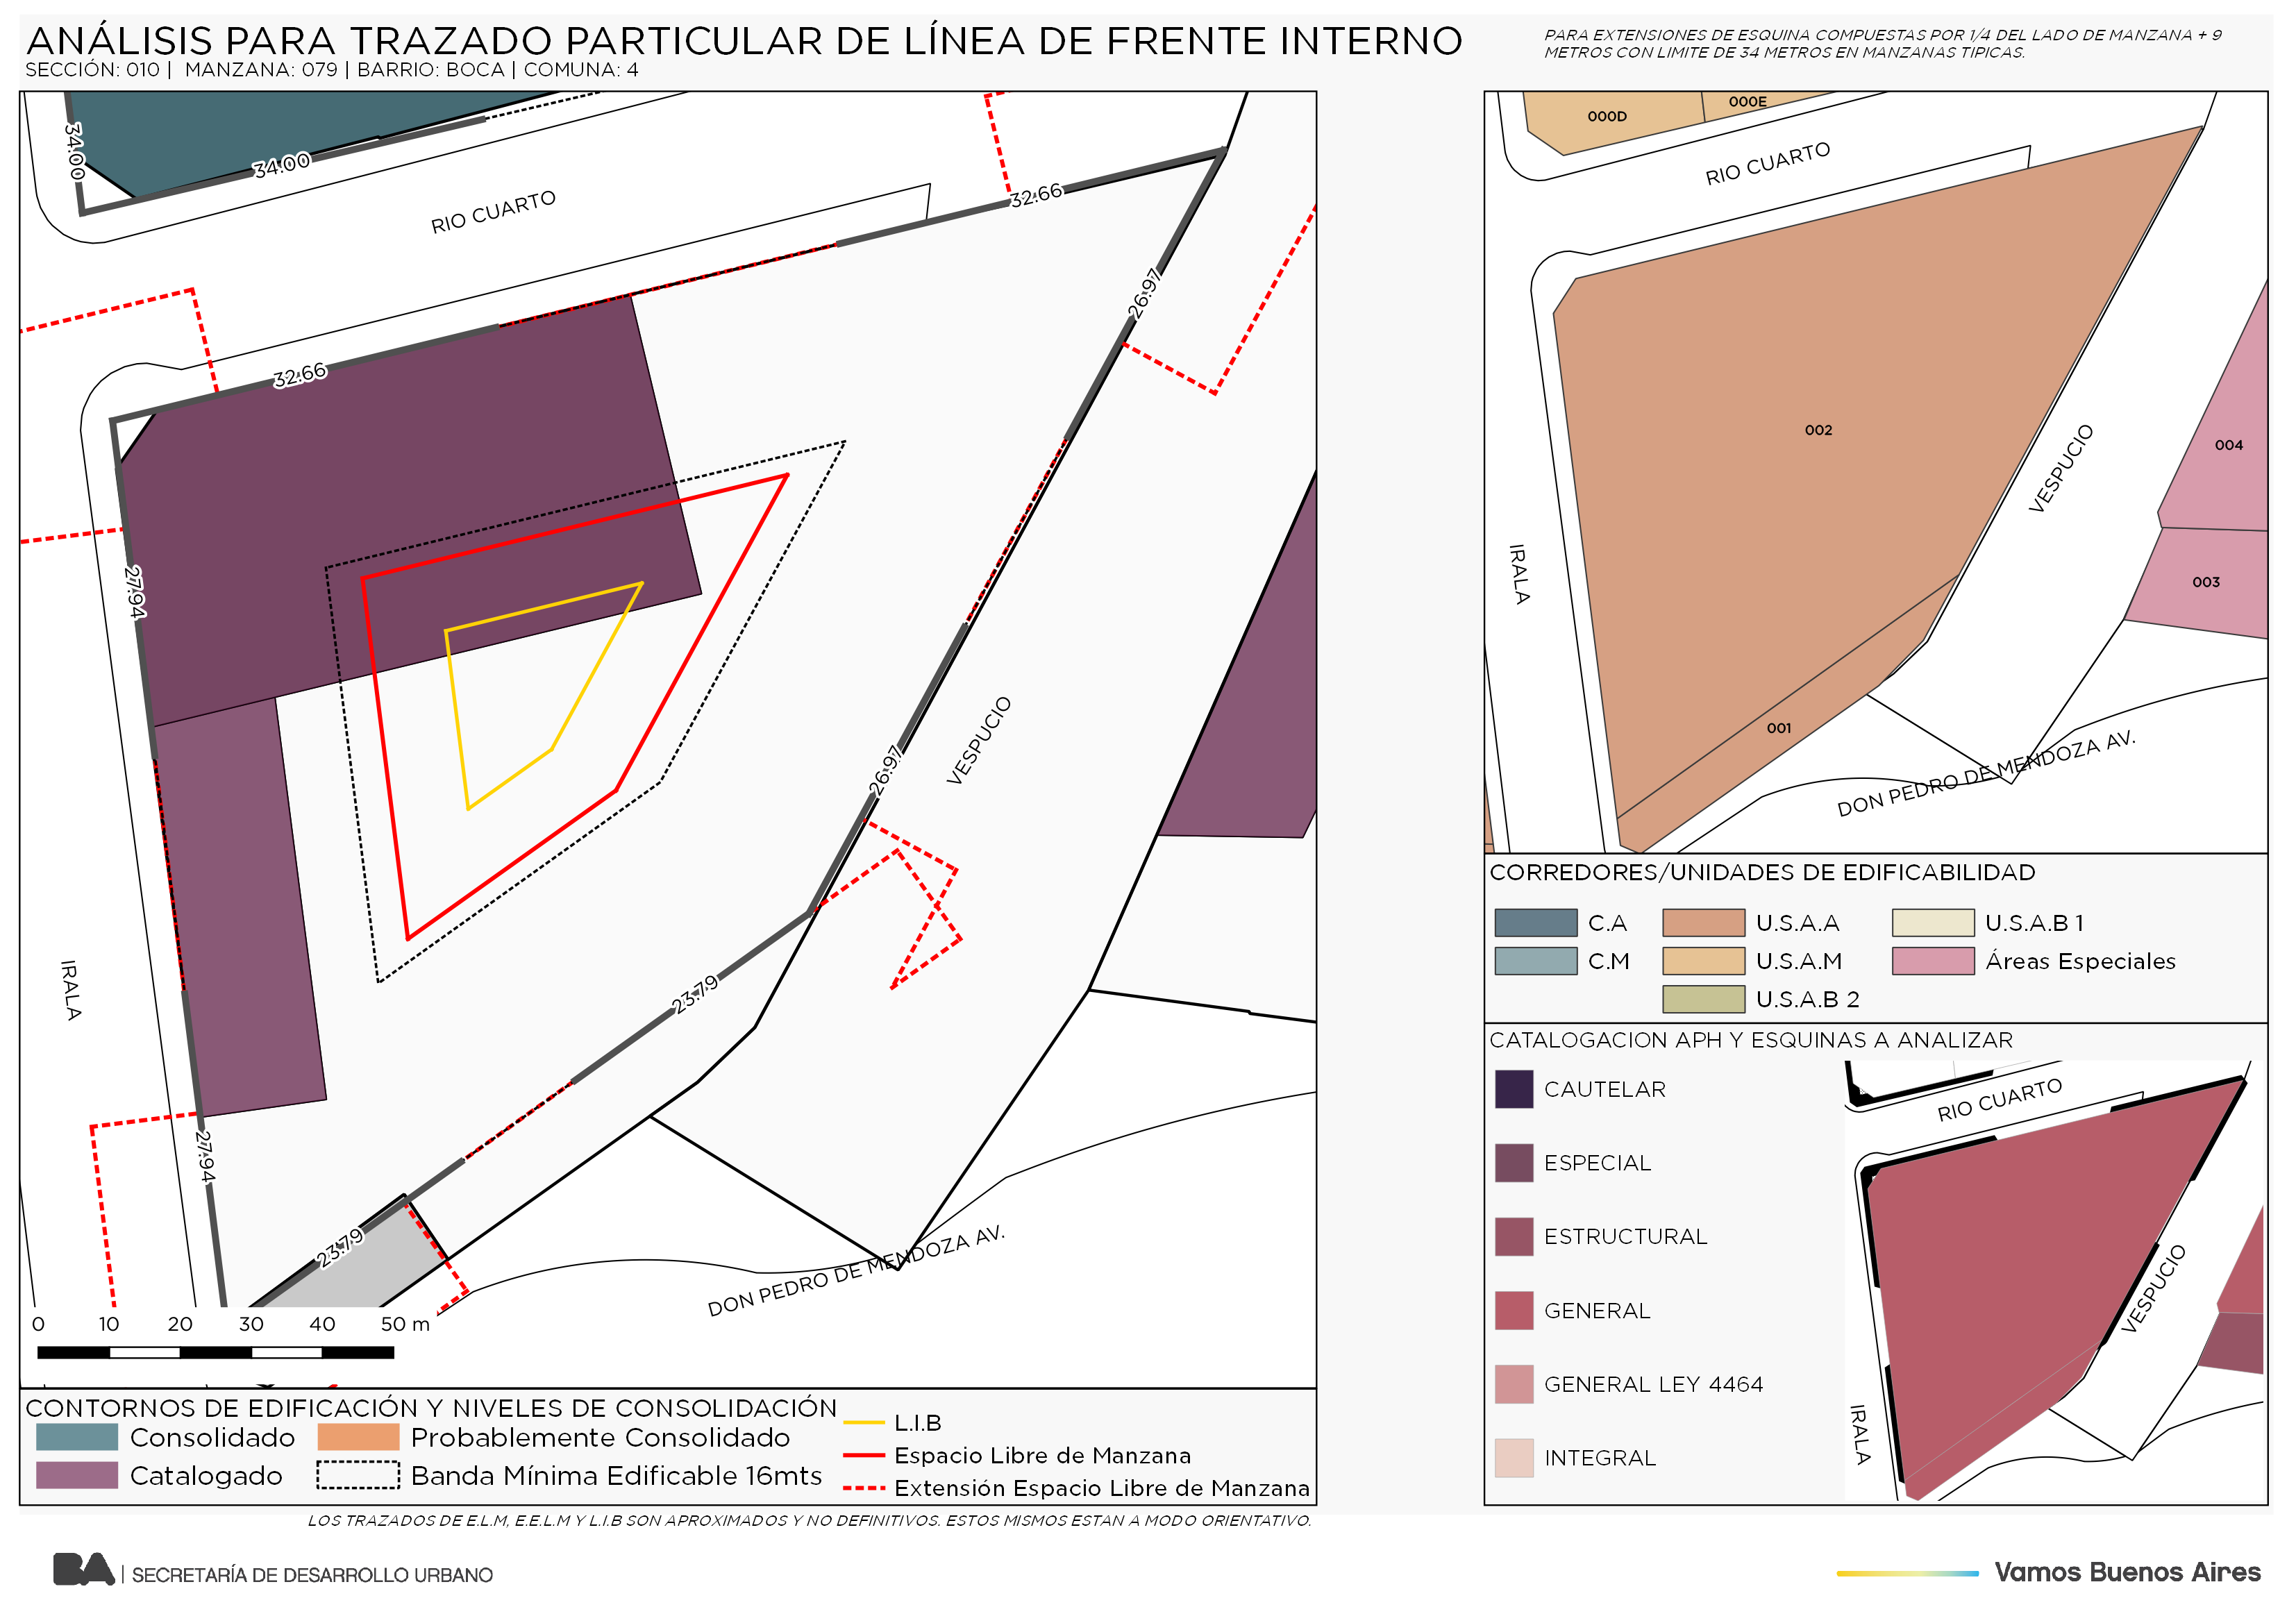 ANÁLISIS PARA TRAZADO PARTICULAR DE LÍNEA DE FRENTE INTERNO
SECCIÓN: 010 | MANZANA: 079 | BARRIO: BOCA | COMUNA: 4
PARA EXTENSIONES DE ESQUINA COMPUESTAS POR 1/4 DEL LADO DE MANZANA + 9
METROS CON LIMITE DE 34 METROS EN MANZANAS TIPICAS.
34.00
34.00
RIO CUARTO
32.66
32.66
26.97
27.94
26.97
VESPUCIO
23.79
IRALA
27.94
23.79
DON PEDRO DE MENDOZA AV.
0 10 20 30 40 50 m
CONTORNOS DE EDIFICACIÓN Y NIVELES DE CONSOLIDACIÓN
Consolidado
Probablemente Consolidado
Catalogado
Banda Mínima Edificable 16mts
L.I.B
Espacio Libre de Manzana
Extensión Espacio Libre de Manzana
LOS TRAZADOS DE E.L.M, E.E.L.M Y L.I.B SON APROXIMADOS Y NO DEFINITIVOS. ESTOS MISMOS ESTAN A MODO ORIENTATIVO.
000D
000E
RIO CUARTO
002
004
VESPUCIO
IRALA
003
001
DON PEDRO DE MENDOZA AV.
CORREDORES/UNIDADES DE EDIFICABILIDAD
C.A
U.S.A.A
U.S.A.B 1
C.M
U.S.A.M
Áreas Especiales
U.S.A.B 2
CATALOGACION APH Y ESQUINAS A ANALIZAR
CAUTELAR
ESPECIAL
ESTRUCTURAL
GENERAL
GENERAL LEY 4464
INTEGRAL
RIO CUARTO
VESPUCIO
IRALA
BA | SECRETARÍA DE DESARROLLO URBANO
Vamos Buenos Aires